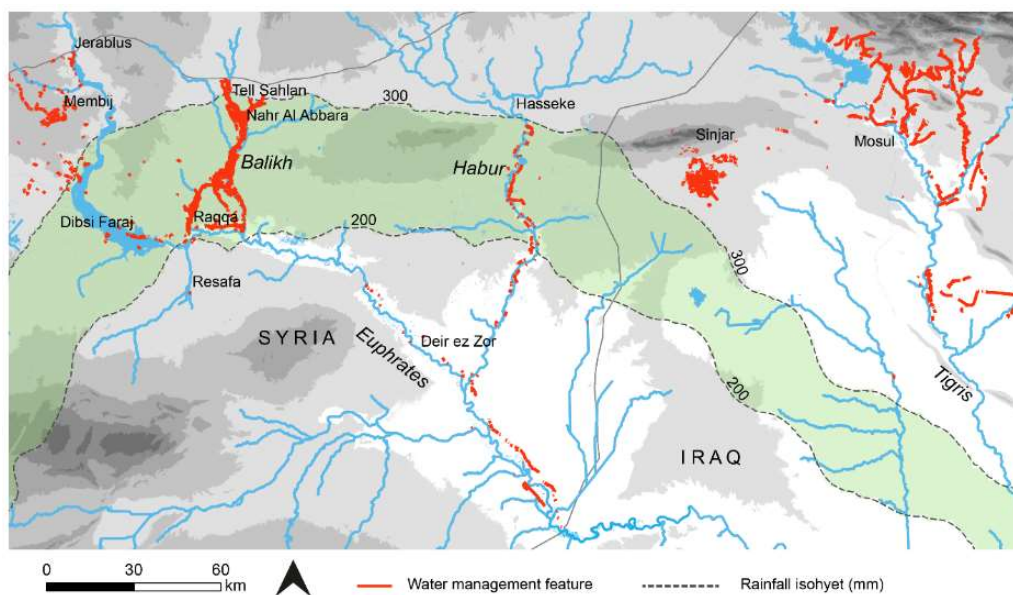 Jerablus
Membij
Tell Sahlan
Nahr Al Abbara
300
Hasseke
Balikh
Habur
Sinjar
Mosul
Dibsi Faraj
Raqqa
200
Resafa
300
SYRIA
Euphrates
Deir ez Zor
200
Tigris
IRAQ
0 30 60
km
Water management feature
Rainfall isohyet (mm)